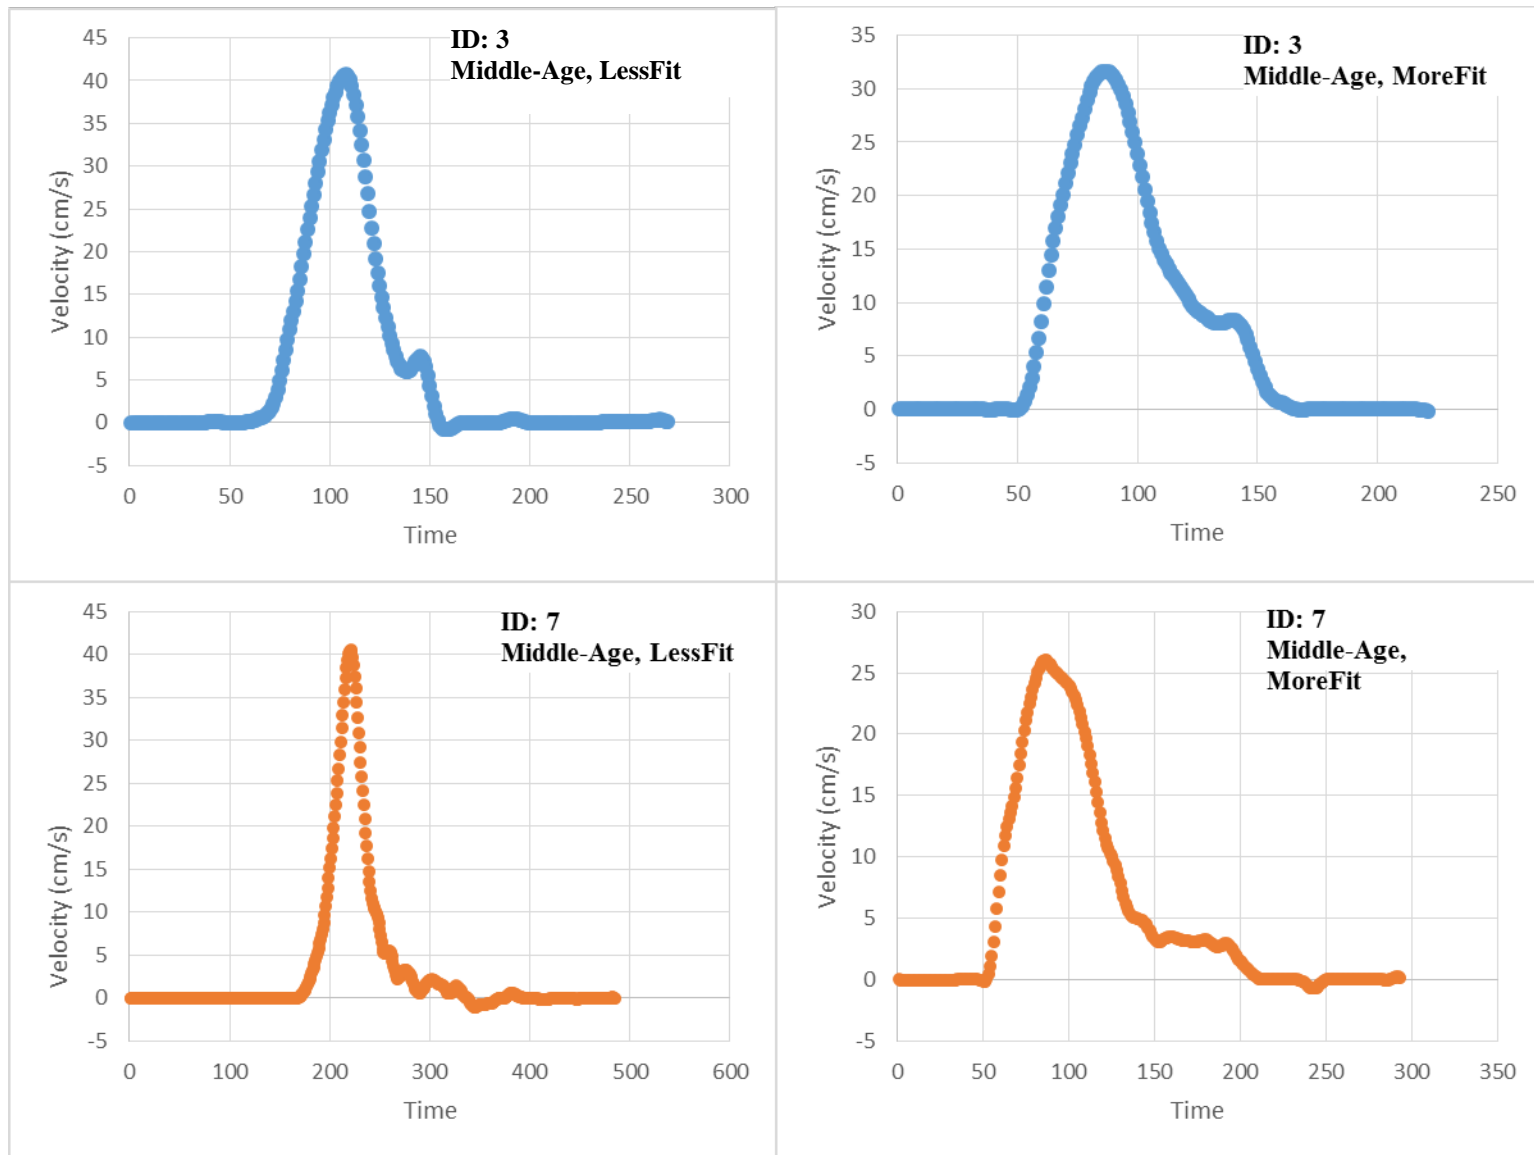 ID: 3
Middle-Age, LessFit
45
40
35
30
25
20
15
10
5
0
-5
Velocity (cm/s)
0 50 100 150 200 250 300
Time
ID: 3
Middle-Age, MoreFit
35
30
25
20
15
10
5
0
-5
Velocity (cm/s)
0 50 100 150 200 250
Time
ID: 7
Middle-Age, LessFit
45
40
35
30
25
20
15
10
5
0
-5
Velocity (cm/s)
0 100 200 300 400 500 600
Time
ID: 7
Middle-Age,
MoreFit
30
25
20
15
10
5
0
-5
Velocity (cm/s)
0 50 100 150 200 250 300 350
Time